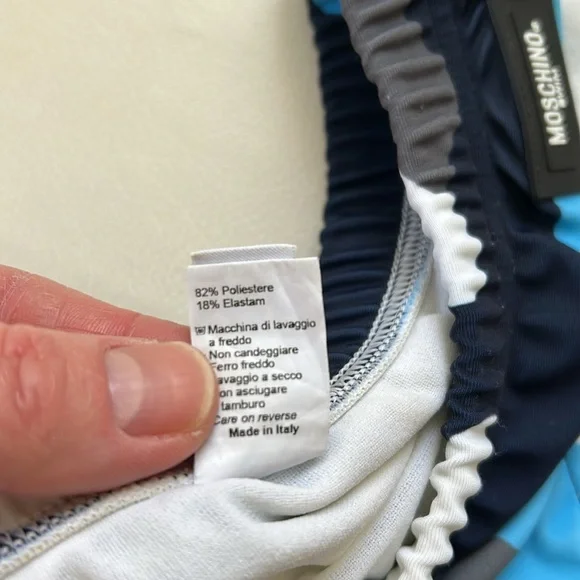 MOSCHINO
82% Poliestere
18% Elastam
Macchina di lavaggio
a freddo
Non candeggiare
Ferro freddo
avaggio a secco
on asciugare
tamburo
Care on reverse
Made in Italy